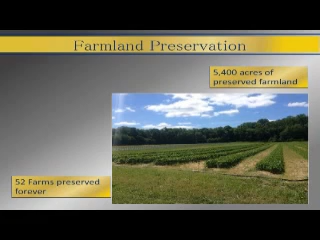 Farmland Preservation
5,400 acres of
preserved farmland
52 Farms preserved
forever